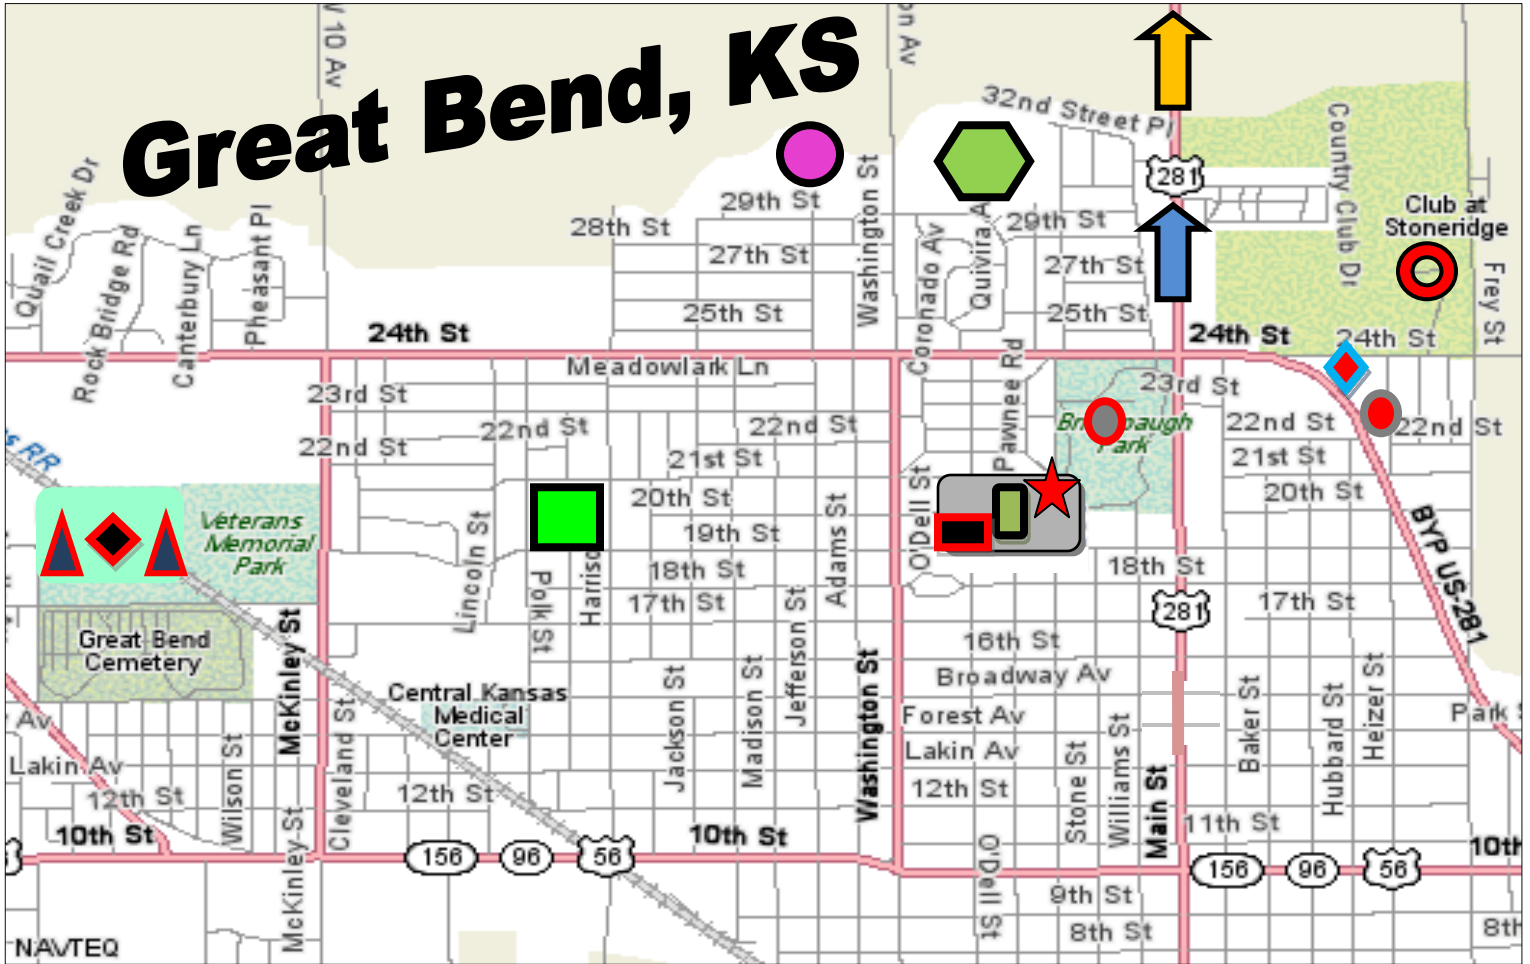 Great Bend, KS
W 10 Av
on Av
32nd Street Pl
281
Country Club Dr
Club at
Stoneridge
Frey St
Quail Creek Dr
Rock Bridge Rd
Canterbury Ln
Pheasant Pl
28th St
29th St
27th St
25th St
Washington St
Coronado Av
Quivira A
29th St
27th St
25th St
24th St
24th St
24th St
Meadowlark Ln
Pawnee Rd
23rd St
23rd St
22nd St
22nd St
22nd St
22nd St
22nd St
21st St
21st St
20th St
20th St
19th St
18th St
18th St
17th St
17th St
Park
s RR
Veterans
Memorial
Park
Lincoln St
Polk St
Harriso
Adams St
O'Dell St
BYP US-281
281
Great Bend
Cemetery
McKinley St
Jefferson St
16th St
Broadway Av
Central Kansas
Medical
Center
Jackson St
Madison St
Washington St
Forest Av
Lakin Av
12th St
Baker St
Hubbard St
Heizer St
Park S
Av
Lakin Av
12th St
Wilson St
Cleveland St
12th St
Stone St
Williams St
Main St
11th St
10th St
10th St
10th
McKinley St
156
96
56
156
96
56
O'Dell St
9th St
8th St
8th
NAVTEQ